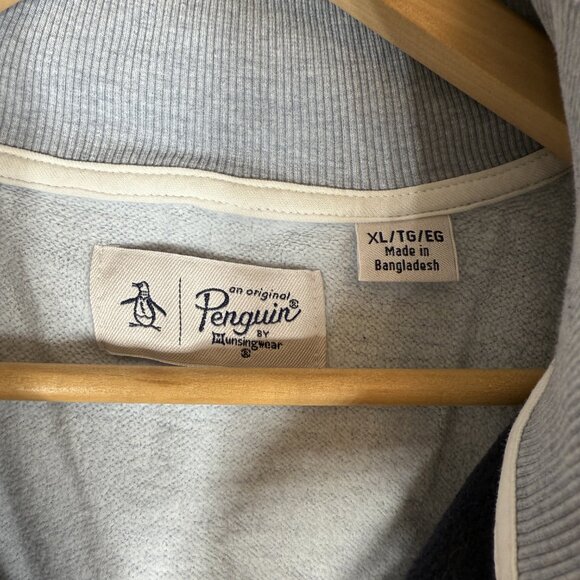 XL/TG/EG
Made in
Bangladesh
an original
Penguin®
BY
Munsingwear
®